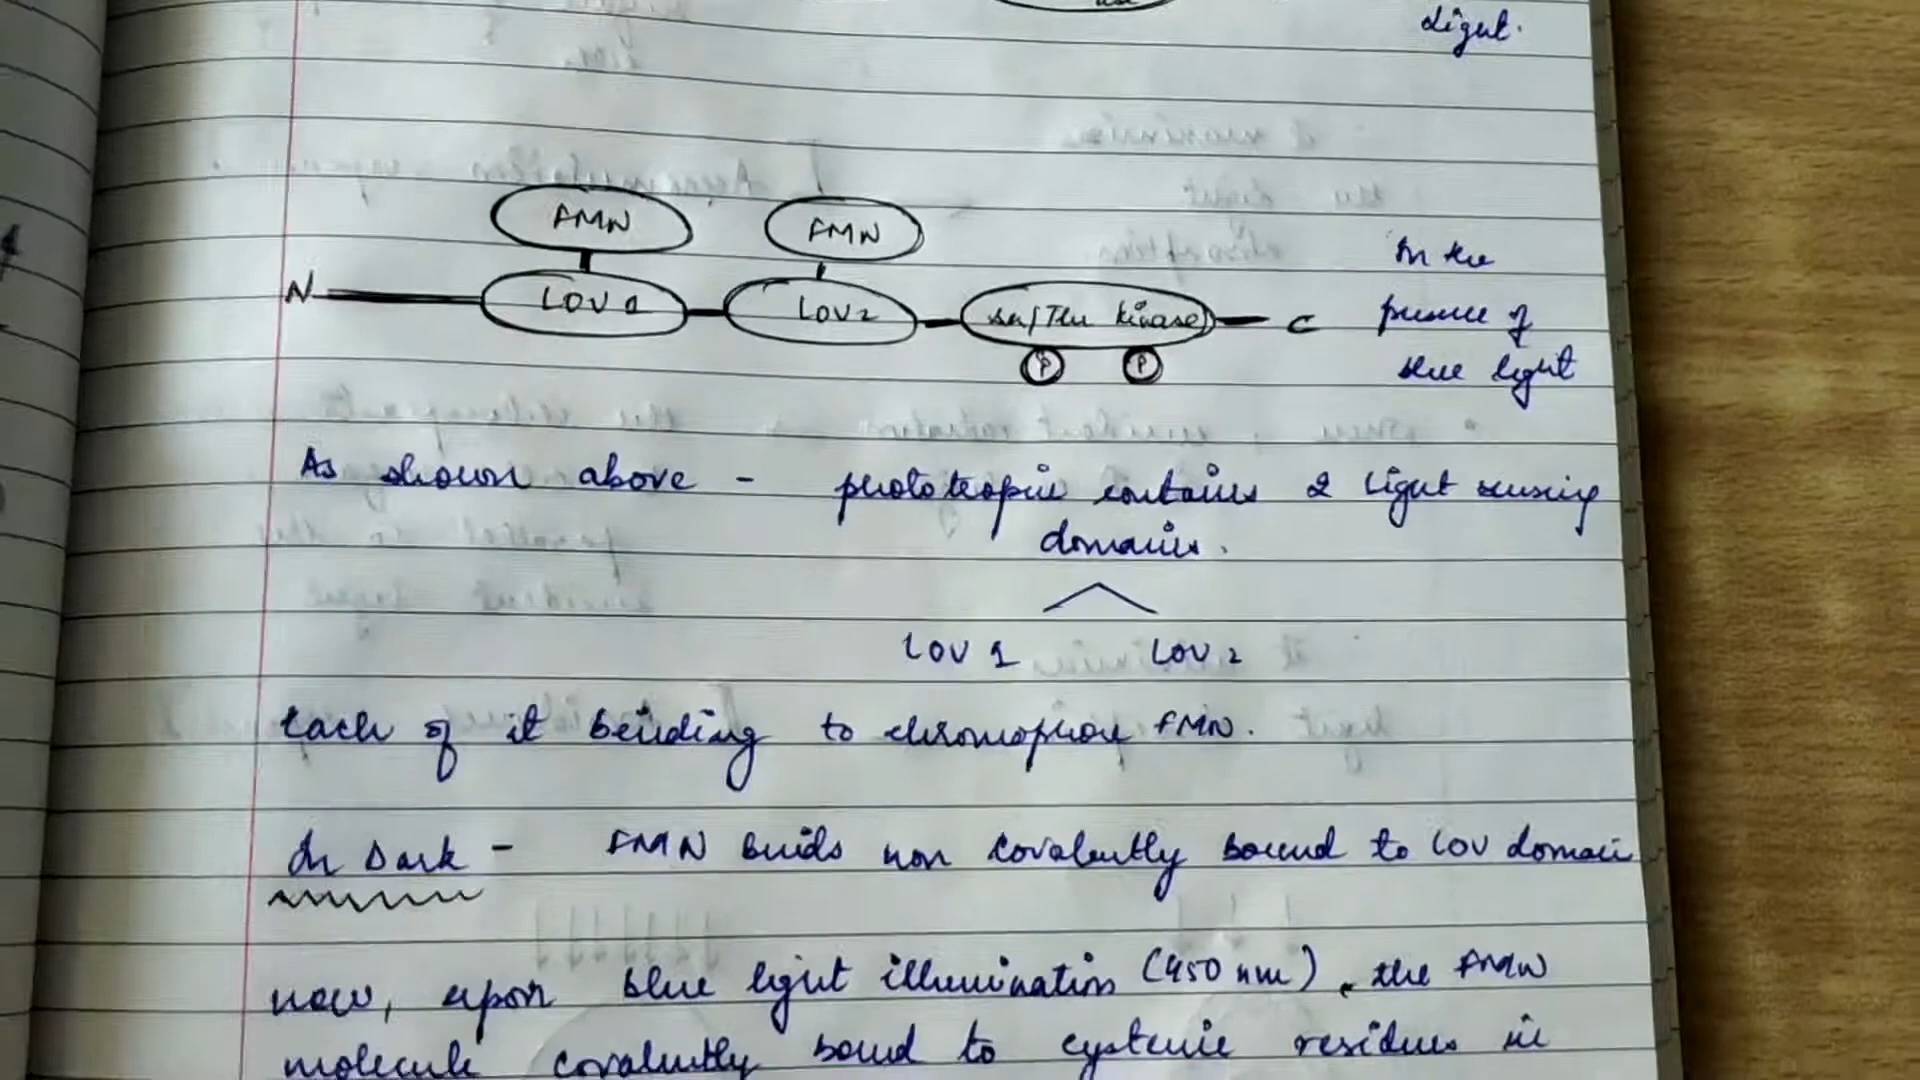 light.
FMN FMN
N LOV 1 LOV 2 Ser/Thr kinase C
P P
In the
presence of
blue light
As shown above - phototropin contains 2 light sensing
domains.
LOV 1 LOV 2
Each of it beinding to chromophore FMN.
In Dark - FMN binds non covalently bound to LOV domain
now, upon blue light illumination (450 nm), the FMN
molecule covalently bound to cysteine residues in